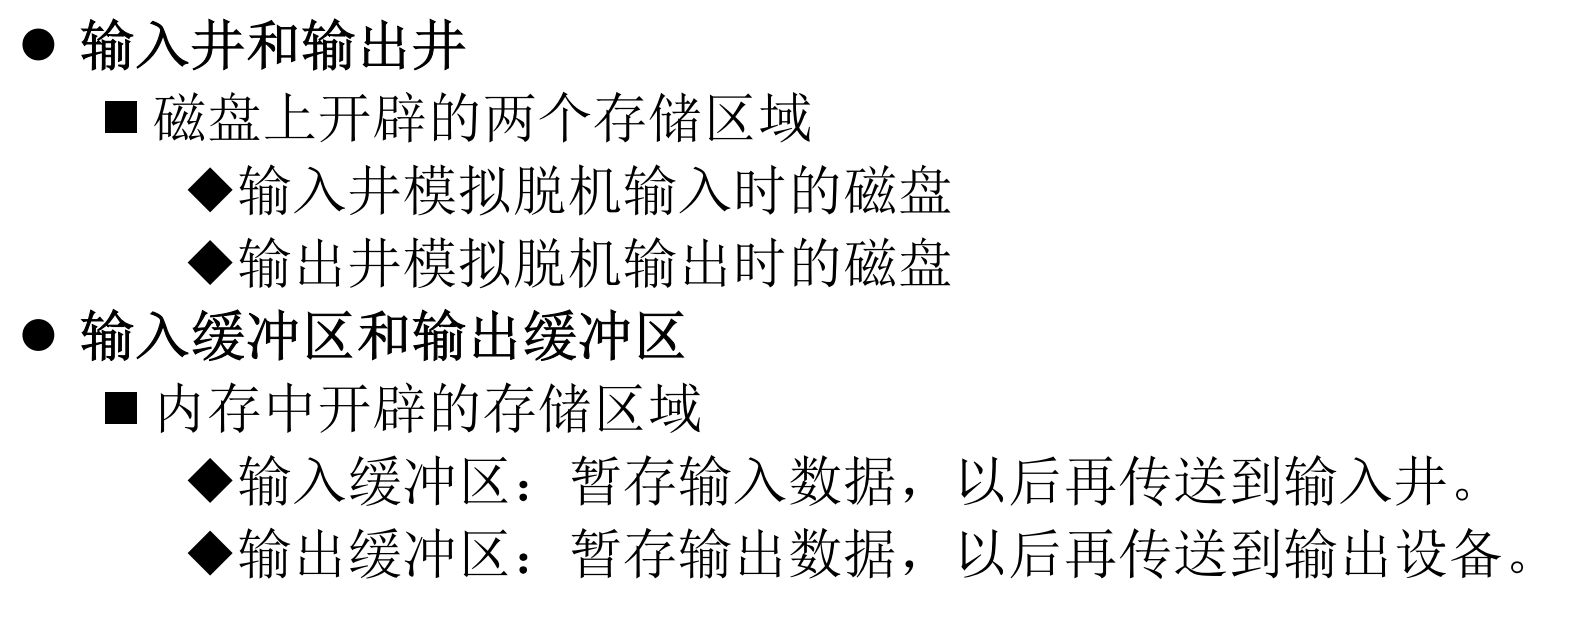 ● 输入井和输出井
■ 磁盘上开辟的两个存储区域
◆输入井模拟脱机输入时的磁盘
◆输出井模拟脱机输出时的磁盘
● 输入缓冲区和输出缓冲区
■ 内存中开辟的存储区域
◆输入缓冲区：暂存输入数据，以后再传送到输入井。
◆输出缓冲区：暂存输出数据，以后再传送到输出设备。